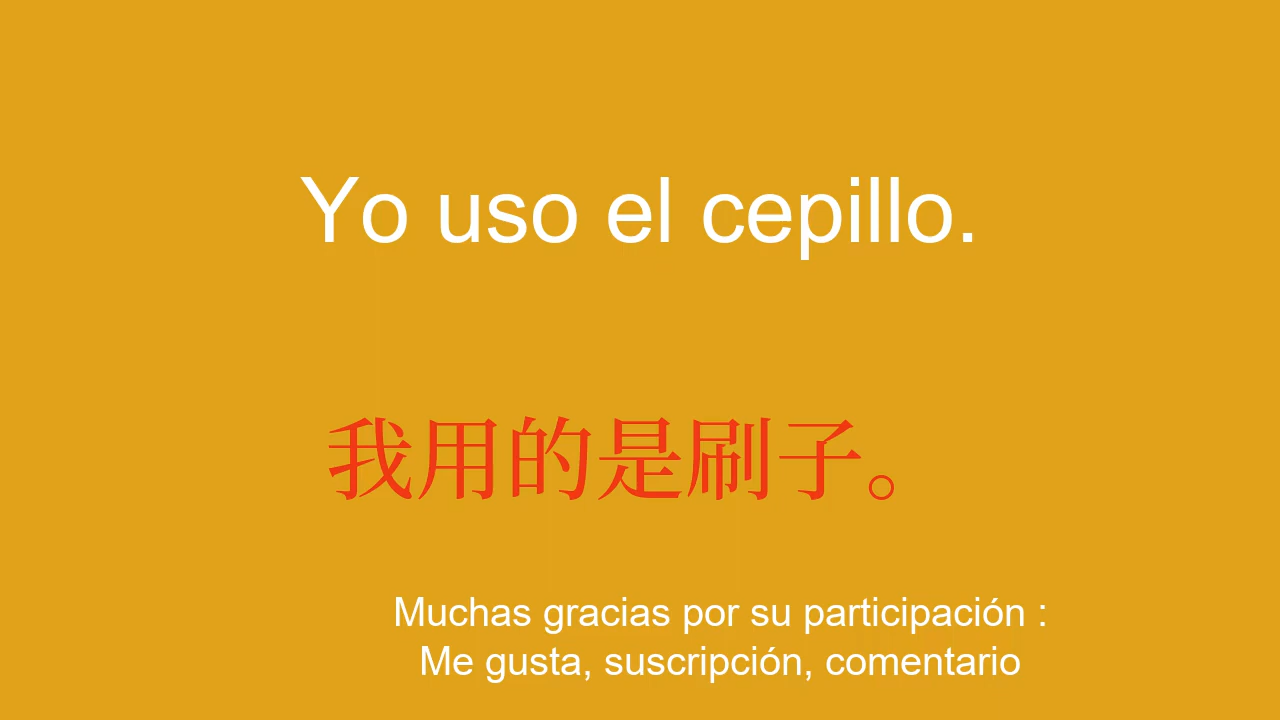 Yo uso el cepillo.
我用的是刷子。
Muchas gracias por su participación :
Me gusta, suscripción, comentario